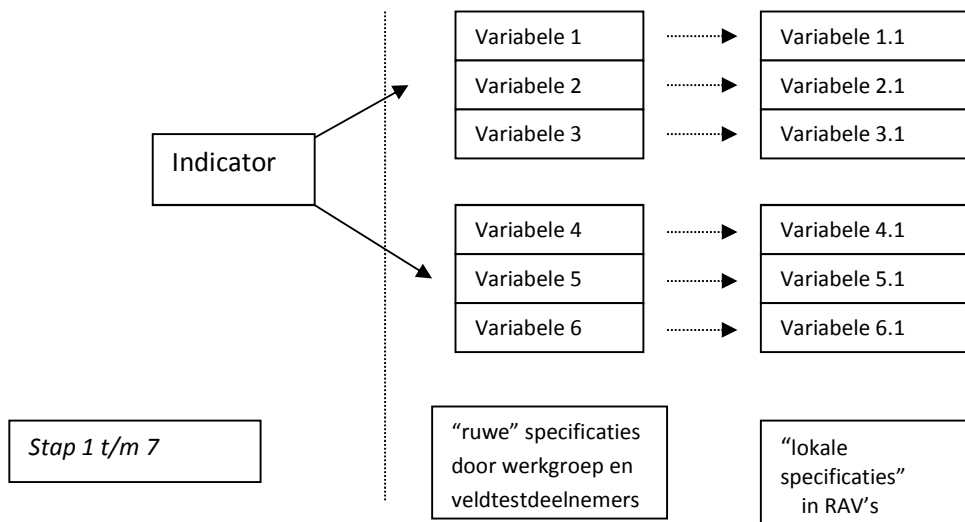 Variabele 1
Variabele 1.1
Variabele 2
Variabele 2.1
Variabele 3
Variabele 3.1
Indicator
Variabele 4
Variabele 4.1
Variabele 5
Variabele 5.1
Variabele 6
Variabele 6.1
Stap 1 t/m 7
“ruwe” specificaties
door werkgroep en
veldtestdeelnemers
“lokale
specificaties”
in RAV’s